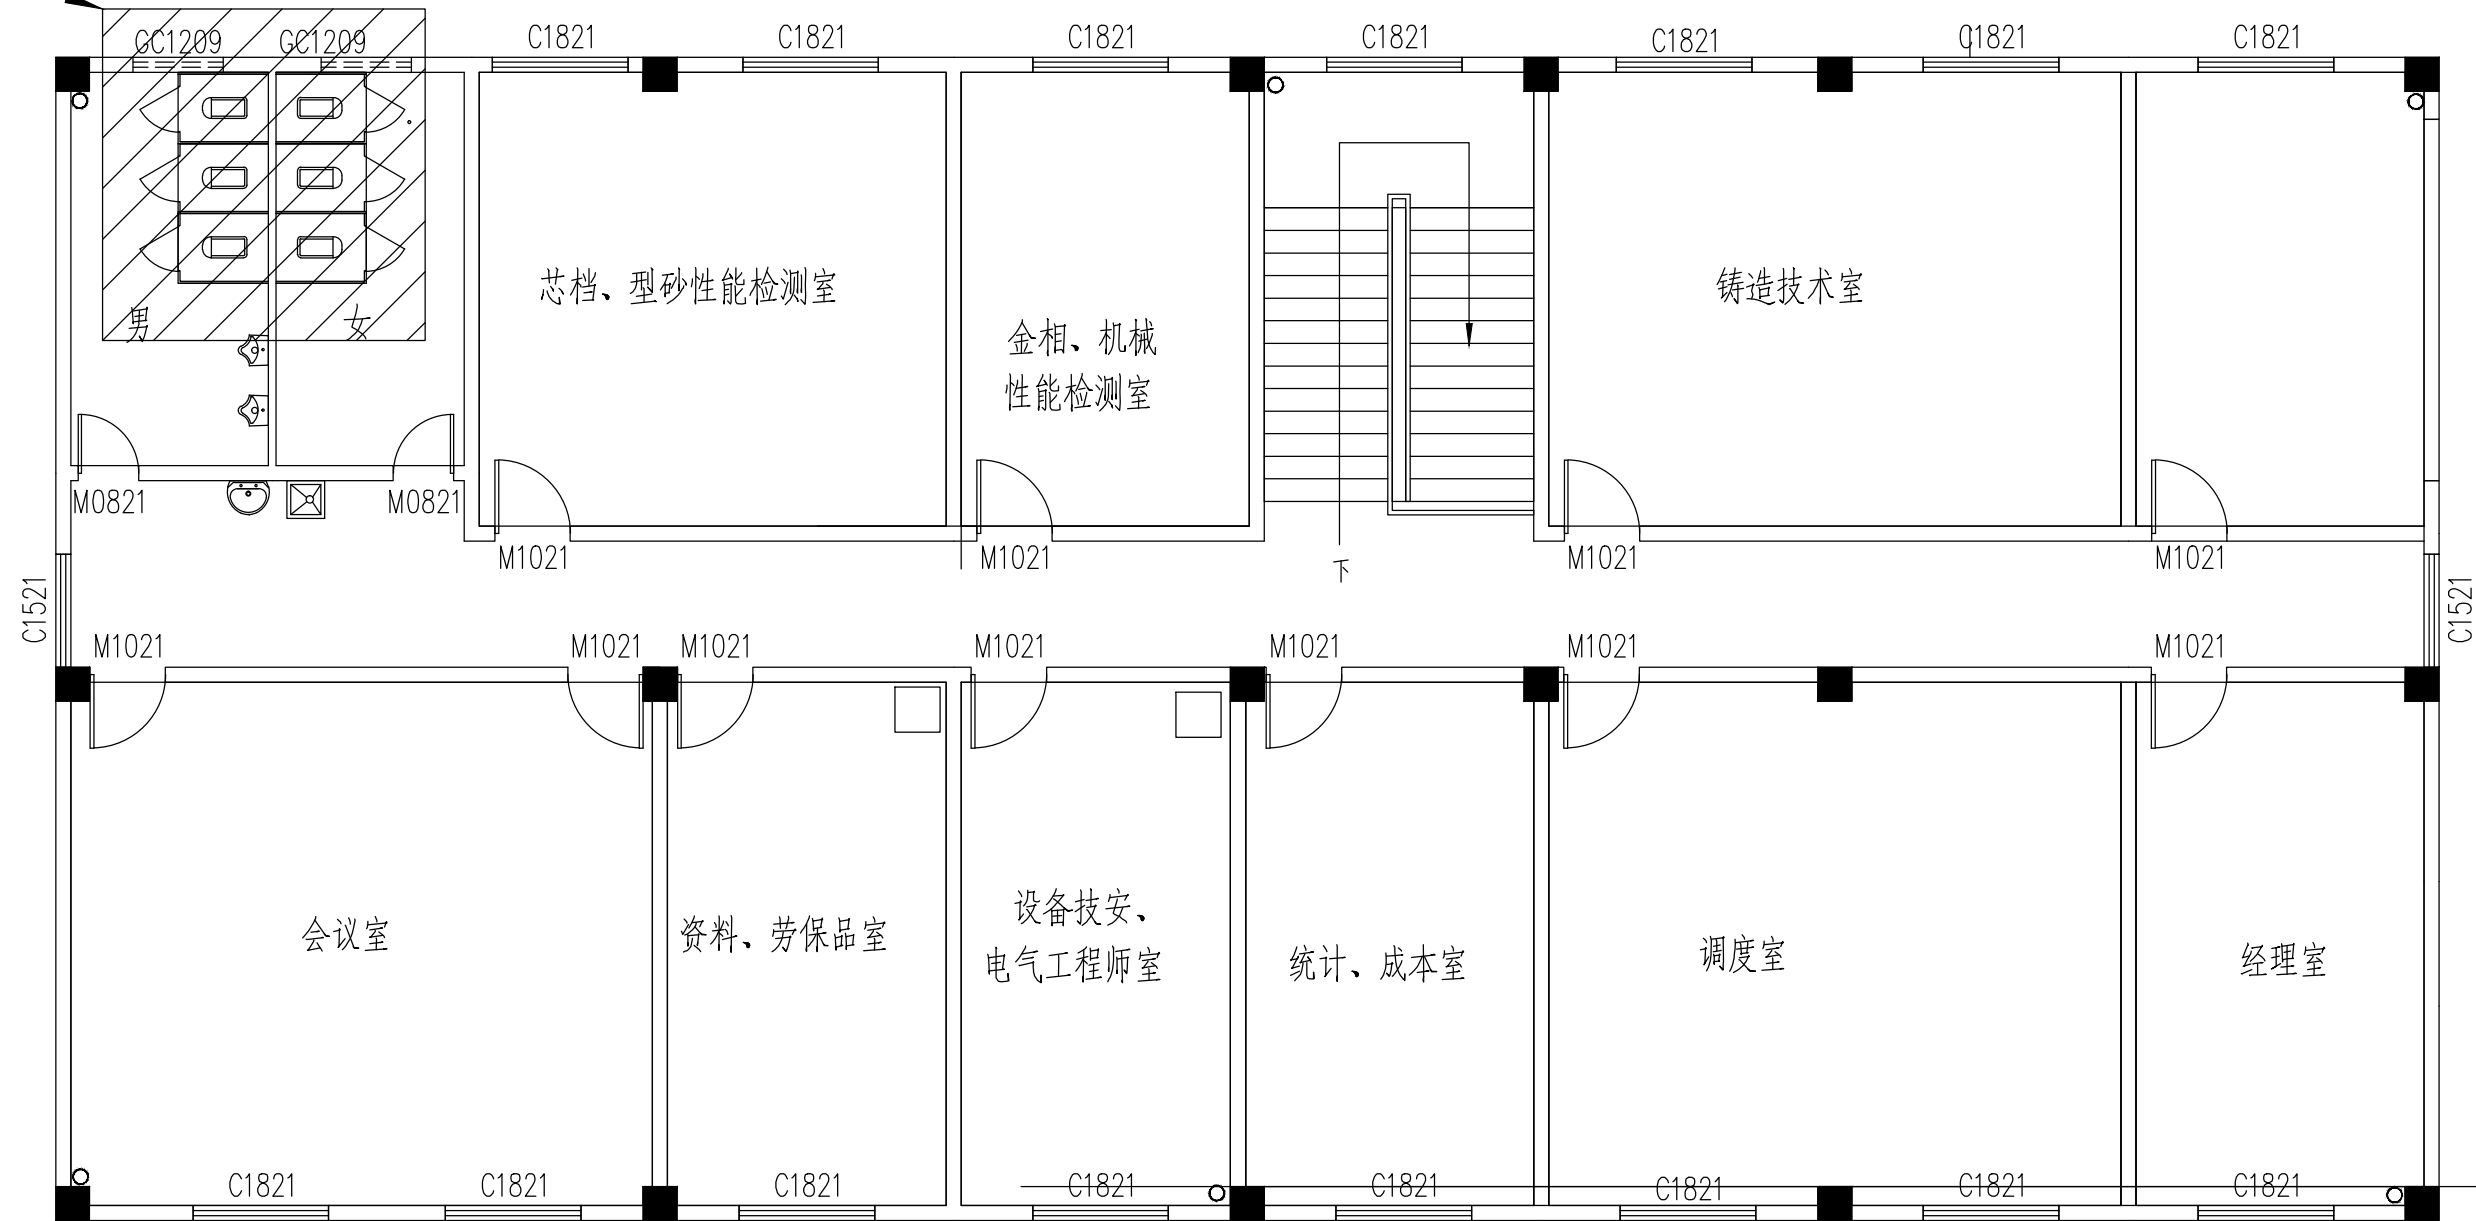 GC1209 GC1209 C1821 C1821 C1821 C1821 C1821 C1821 C1821
芯档、型砂性能检测室
铸造技术室
男 女
金相、机械
性能检测室
M0821 M0821
M1021 M1021 M1021 M1021
下
C1521
C1521
M1021 M1021 M1021 M1021 M1021 M1021 M1021
会议室
资料、劳保品室
设备技安、
电气工程师室
统计、成本室
调度室
经理室
C1821 C1821 C1821 C1821 C1821 C1821 C1821 C1821